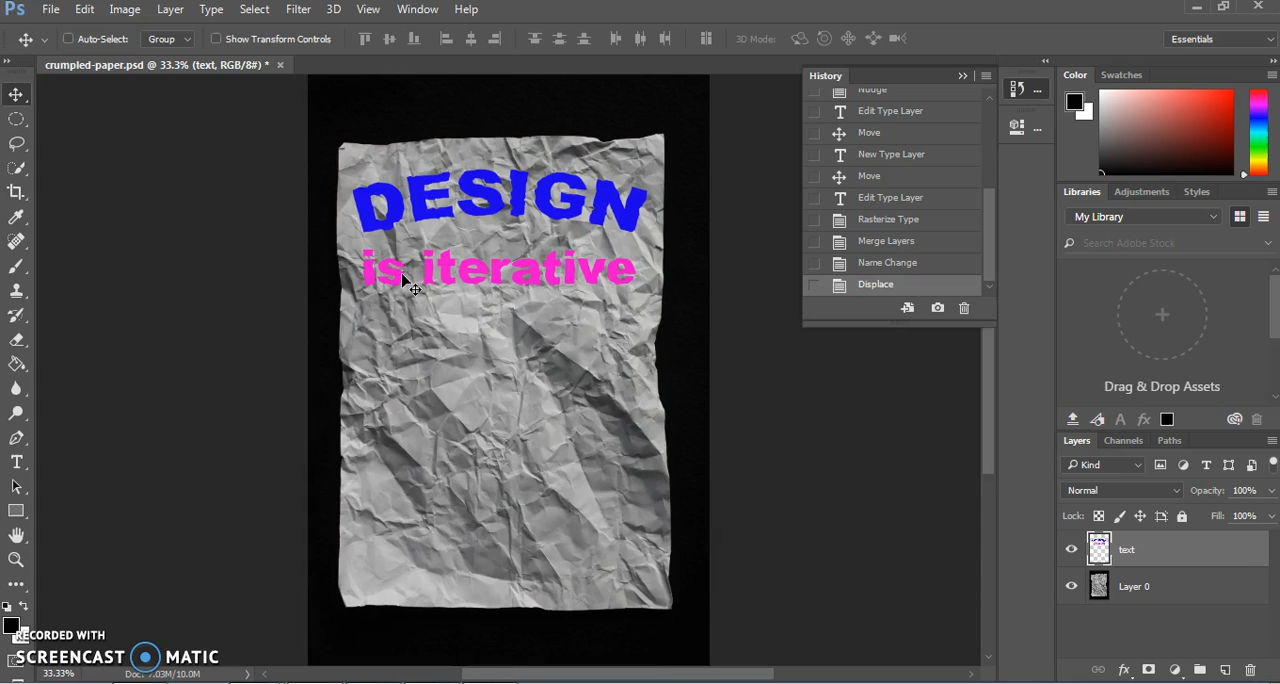 Ps File Edit Image Layer Type Select Filter 3D View Window Help
Auto-Select: Group Show Transform Controls 3D Mode: Essentials
crumpled-paper.psd @ 33.3% (text, RGB/8#) * ×
History
Nudge
Edit Type Layer
Move
New Type Layer
Move
Edit Type Layer
Rasterize Type
Merge Layers
Name Change
Displace
DESIGN
is iterative
Color Swatches
Libraries Adjustments Styles
My Library
Search Adobe Stock
Drag & Drop Assets
Layers Channels Paths
Kind
Normal Opacity: 100%
Lock: Fill: 100%
text
Layer 0
RECORDED WITH
SCREENCAST MATIC
33.33%